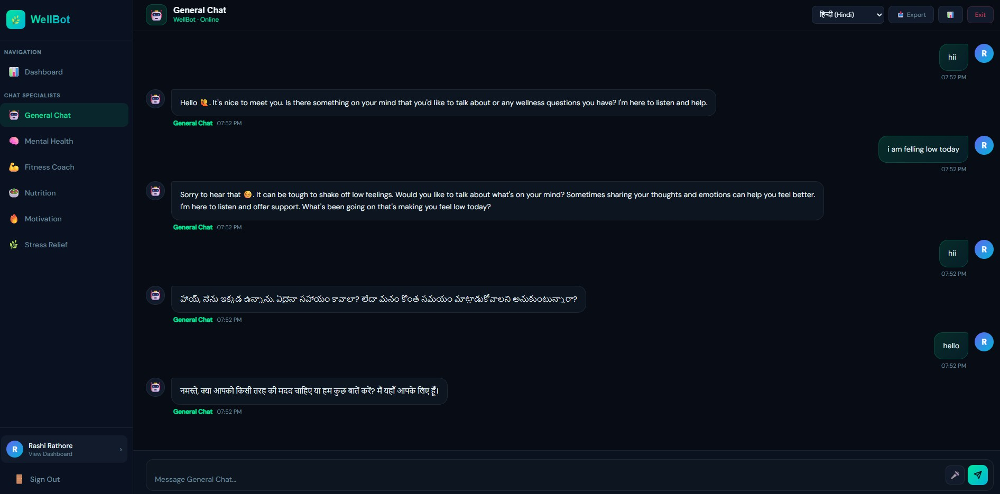 WellBot
NAVIGATION
Dashboard
CHAT SPECIALISTS
General Chat
Mental Health
Fitness Coach
Nutrition
Motivation
Stress Relief
Rashi Rathore
View Dashboard
›
Sign Out
General Chat
WellBot · Online
हिन्दी (Hindi)
Export
Exit
hii
R
07:52 PM
Hello . It's nice to meet you. Is there something on your mind that you'd like to talk about or any wellness questions you have? I'm here to listen and help.
General Chat 07:52 PM
i am felling low today
R
07:52 PM
Sorry to hear that . It can be tough to shake off low feelings. Would you like to talk about what's on your mind? Sometimes sharing your thoughts and emotions can help you feel better.
I'm here to listen and offer support. What's been going on that's making you feel low today?
General Chat 07:52 PM
hii
R
07:52 PM
హాయ్, నేను ఇక్కడ ఉన్నాను. ఏదైనా సహాయం కావాలా? లేదా మనం కొంత సమయం మాట్లాడుకోవాలని అనుకుంటున్నారా?
General Chat 07:52 PM
hello
R
07:52 PM
नमस्ते, क्या आपको किसी तरह की मदद चाहिए या हम कुछ बातें करें? मैं यहाँ आपके लिए हूँ।
General Chat 07:52 PM
R
Message General Chat...